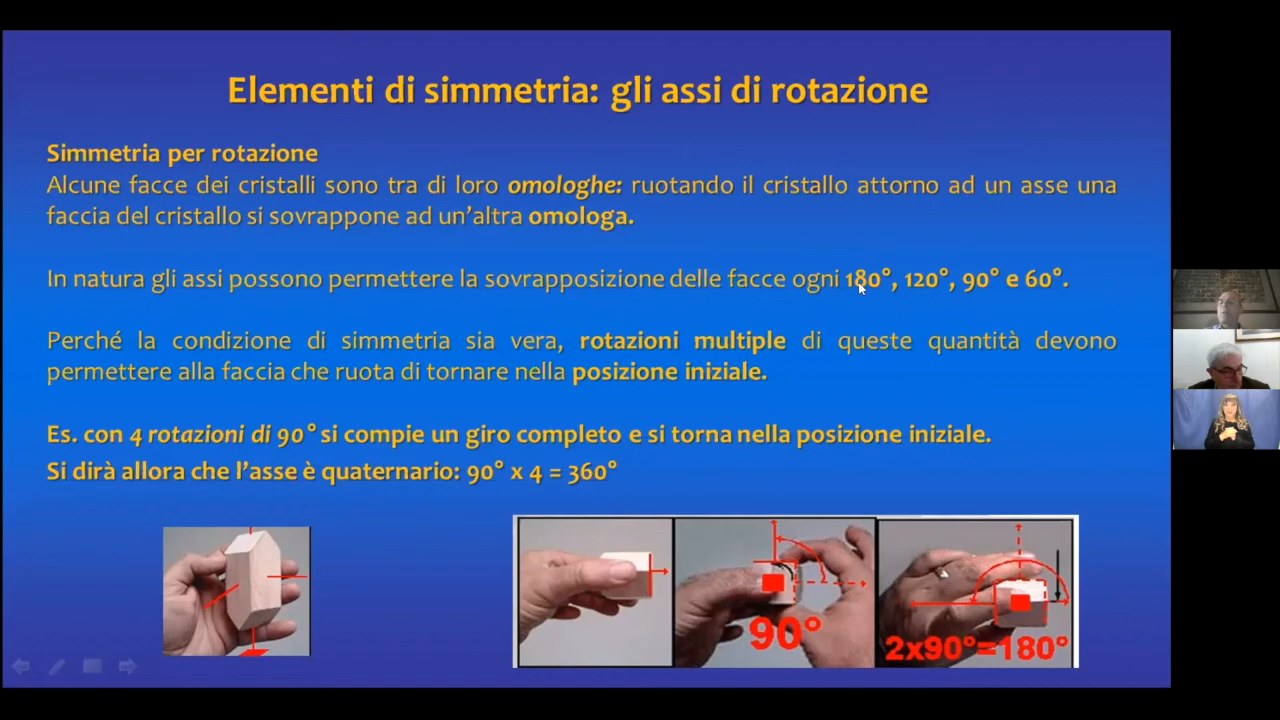 Elementi di simmetria: gli assi di rotazione
Simmetria per rotazione
Alcune facce dei cristalli sono tra di loro omologhe: ruotando il cristallo attorno ad un asse una
faccia del cristallo si sovrappone ad un’altra omologa.
In natura gli assi possono permettere la sovrapposizione delle facce ogni 180°, 120°, 90° e 60°.
Perché la condizione di simmetria sia vera, rotazioni multiple di queste quantità devono
permettere alla faccia che ruota di tornare nella posizione iniziale.
Es. con 4 rotazioni di 90° si compie un giro completo e si torna nella posizione iniziale.
Si dirà allora che l’asse è quaternario: 90° x 4 = 360°
90°
2x90°=180°